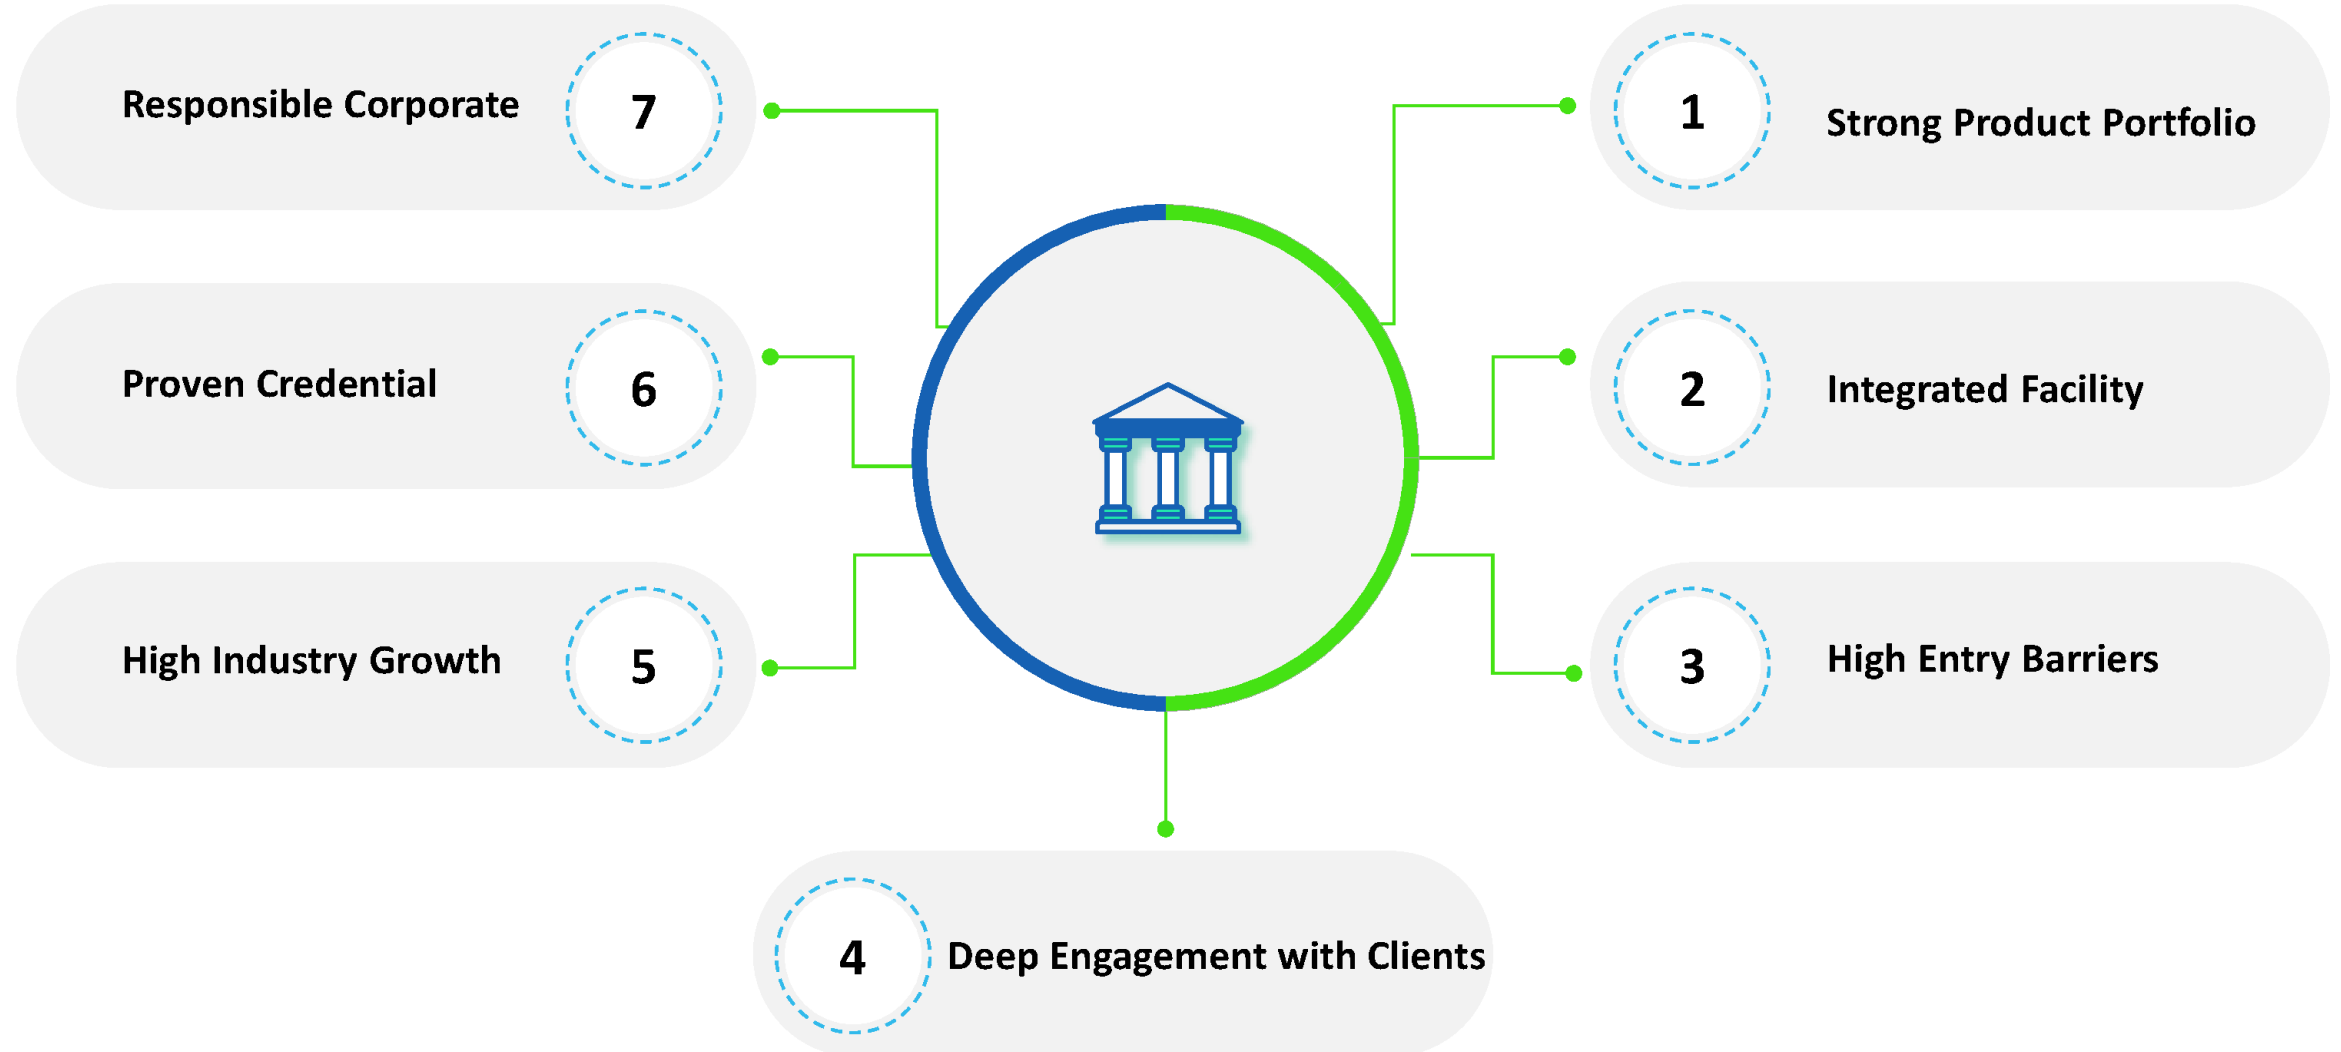 1
Strong Product Portfolio
2
Integrated Facility
3
High Entry Barriers
4
Deep Engagement with Clients
5
High Industry Growth
6
Proven Credential
7
Responsible Corporate